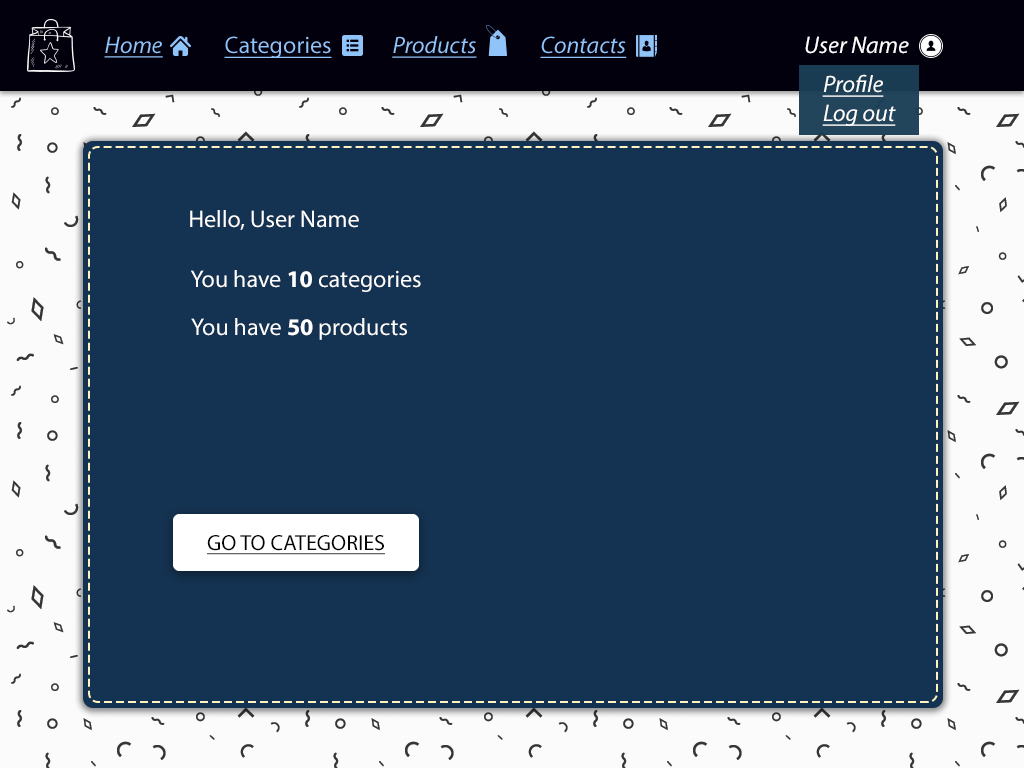 Home Categories Products Contacts User Name
Profile
Log out
Hello, User Name
You have 10 categories
You have 50 products
GO TO CATEGORIES